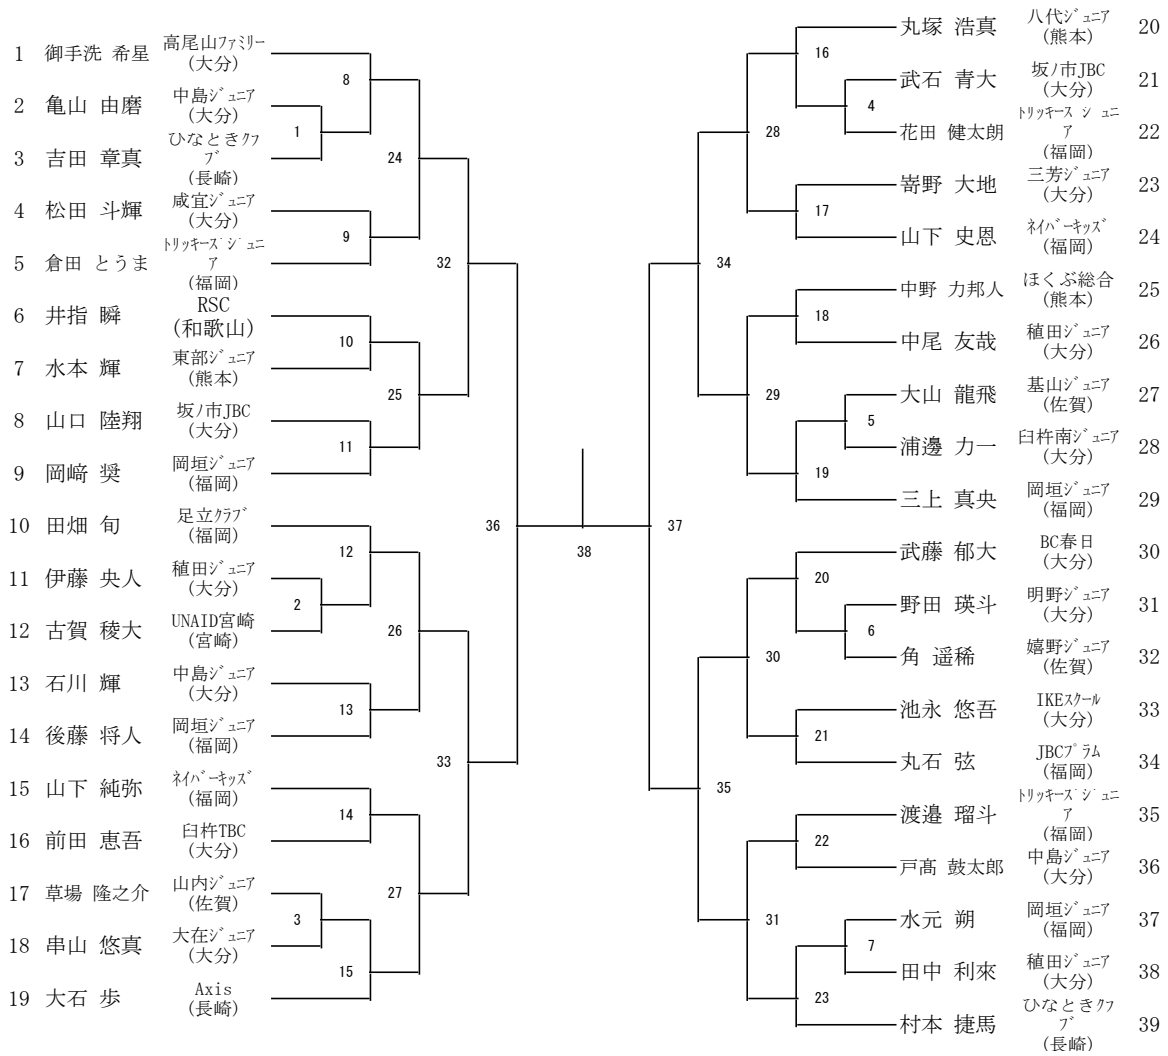 1 御手洗 希星 高尾山ファミリー
(大分)
2 亀山 由磨 中島ジュニア
(大分)
3 吉田 章真 ひなときクラ
ブ
(長崎)
4 松田 斗輝 咸宜ジュニア
(大分)
5 倉田 とうま トリッキーズジュニ
ア
(福岡)
6 井指 瞬 RSC
(和歌山)
7 水本 輝 東部ジュニア
(熊本)
8 山口 陸翔 坂ノ市JBC
(大分)
9 岡﨑 奨 岡垣ジュニア
(福岡)
10 田畑 旬 足立クラブ
(福岡)
11 伊藤 央人 稙田ジュニア
(大分)
12 古賀 稜大 UNAID宮崎
(宮崎)
13 石川 輝 中島ジュニア
(大分)
14 後藤 将人 岡垣ジュニア
(福岡)
15 山下 純弥 ネイバーキッズ
(福岡)
16 前田 恵吾 臼杵TBC
(大分)
17 草場 隆之介 山内ジュニア
(佐賀)
18 串山 悠真 大在ジュニア
(大分)
19 大石 歩 Axis
(長崎)
8
1
24
9
32
10
25
11
36
12
2
26
13
33
14
27
3
15
38
37
16
4
28
17
34
18
29
5
19
20
6
30
21
35
22
31
7
23
丸塚 浩真 八代ジュニア 20
(熊本)
武石 青大 坂ノ市JBC 21
(大分)
花田 健太朗 トリッキーズ ジュニ
ア 22
(福岡)
嵜野 大地 三芳ジュニア 23
(大分)
山下 史恩 ネイバーキッズ 24
(福岡)
中野 力邦人 ほくぶ総合 25
(熊本)
中尾 友哉 稙田ジュニア 26
(大分)
大山 龍飛 基山ジュニア 27
(佐賀)
浦邊 力一 臼杵南ジュニア 28
(大分)
三上 真央 岡垣ジュニア 29
(福岡)
武藤 郁大 BC春日 30
(大分)
野田 瑛斗 明野ジュニア 31
(大分)
角 遥稀 嬉野ジュニア 32
(佐賀)
池永 悠吾 IKEスクール 33
(大分)
丸石 弦 JBCプラム 34
(福岡)
渡邉 瑠斗 トリッキーズジュニ
ア 35
(福岡)
戸髙 鼓太郎 中島ジュニア 36
(大分)
水元 朔 岡垣ジュニア 37
(福岡)
田中 利來 稙田ジュニア 38
(大分)
村本 捷馬 ひなときクラ
ブ 39
(長崎)